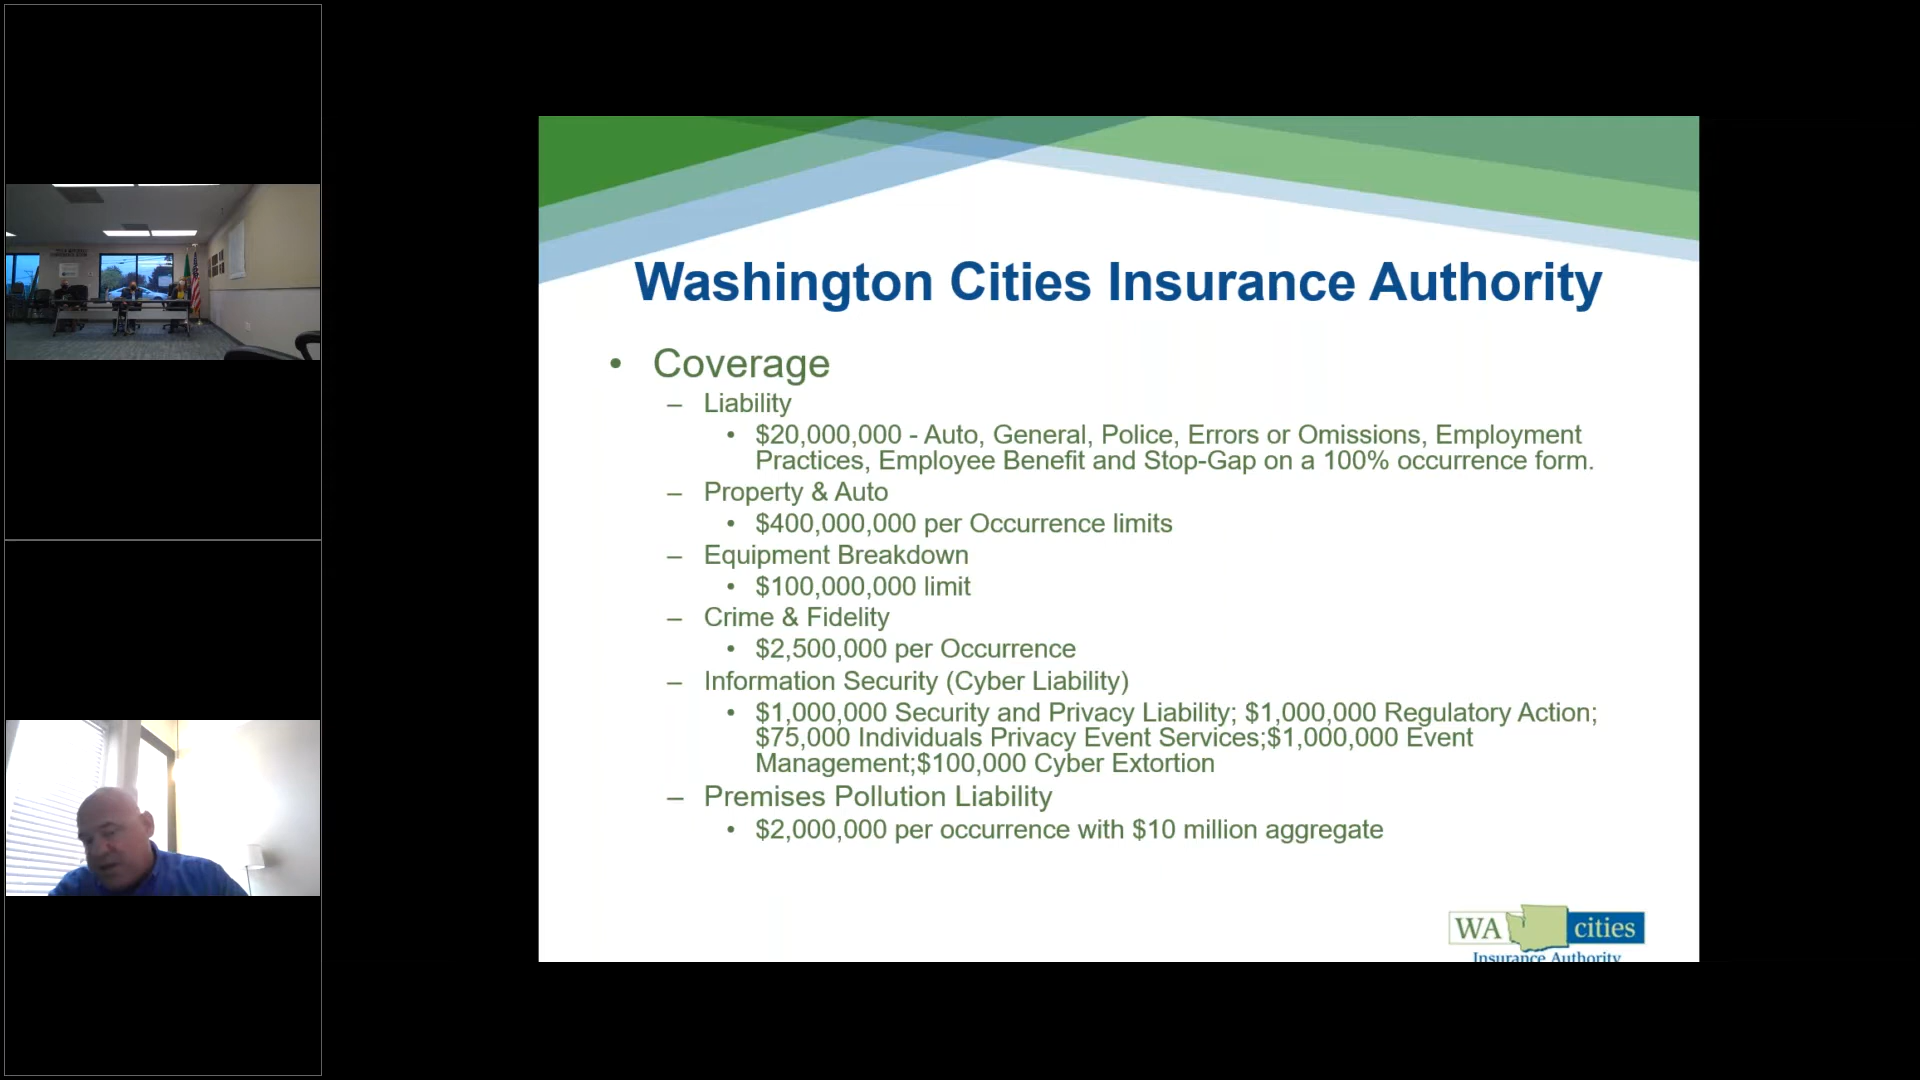 Washington Cities Insurance Authority
• Coverage
– Liability
• $20,000,000 - Auto, General, Police, Errors or Omissions, Employment
Practices, Employee Benefit and Stop-Gap on a 100% occurrence form.
– Property & Auto
• $400,000,000 per Occurrence limits
– Equipment Breakdown
• $100,000,000 limit
– Crime & Fidelity
• $2,500,000 per Occurrence
– Information Security (Cyber Liability)
• $1,000,000 Security and Privacy Liability; $1,000,000 Regulatory Action;
$75,000 Individuals Privacy Event Services;$1,000,000 Event
Management;$100,000 Cyber Extortion
– Premises Pollution Liability
• $2,000,000 per occurrence with $10 million aggregate
WA cities
Insurance Authority